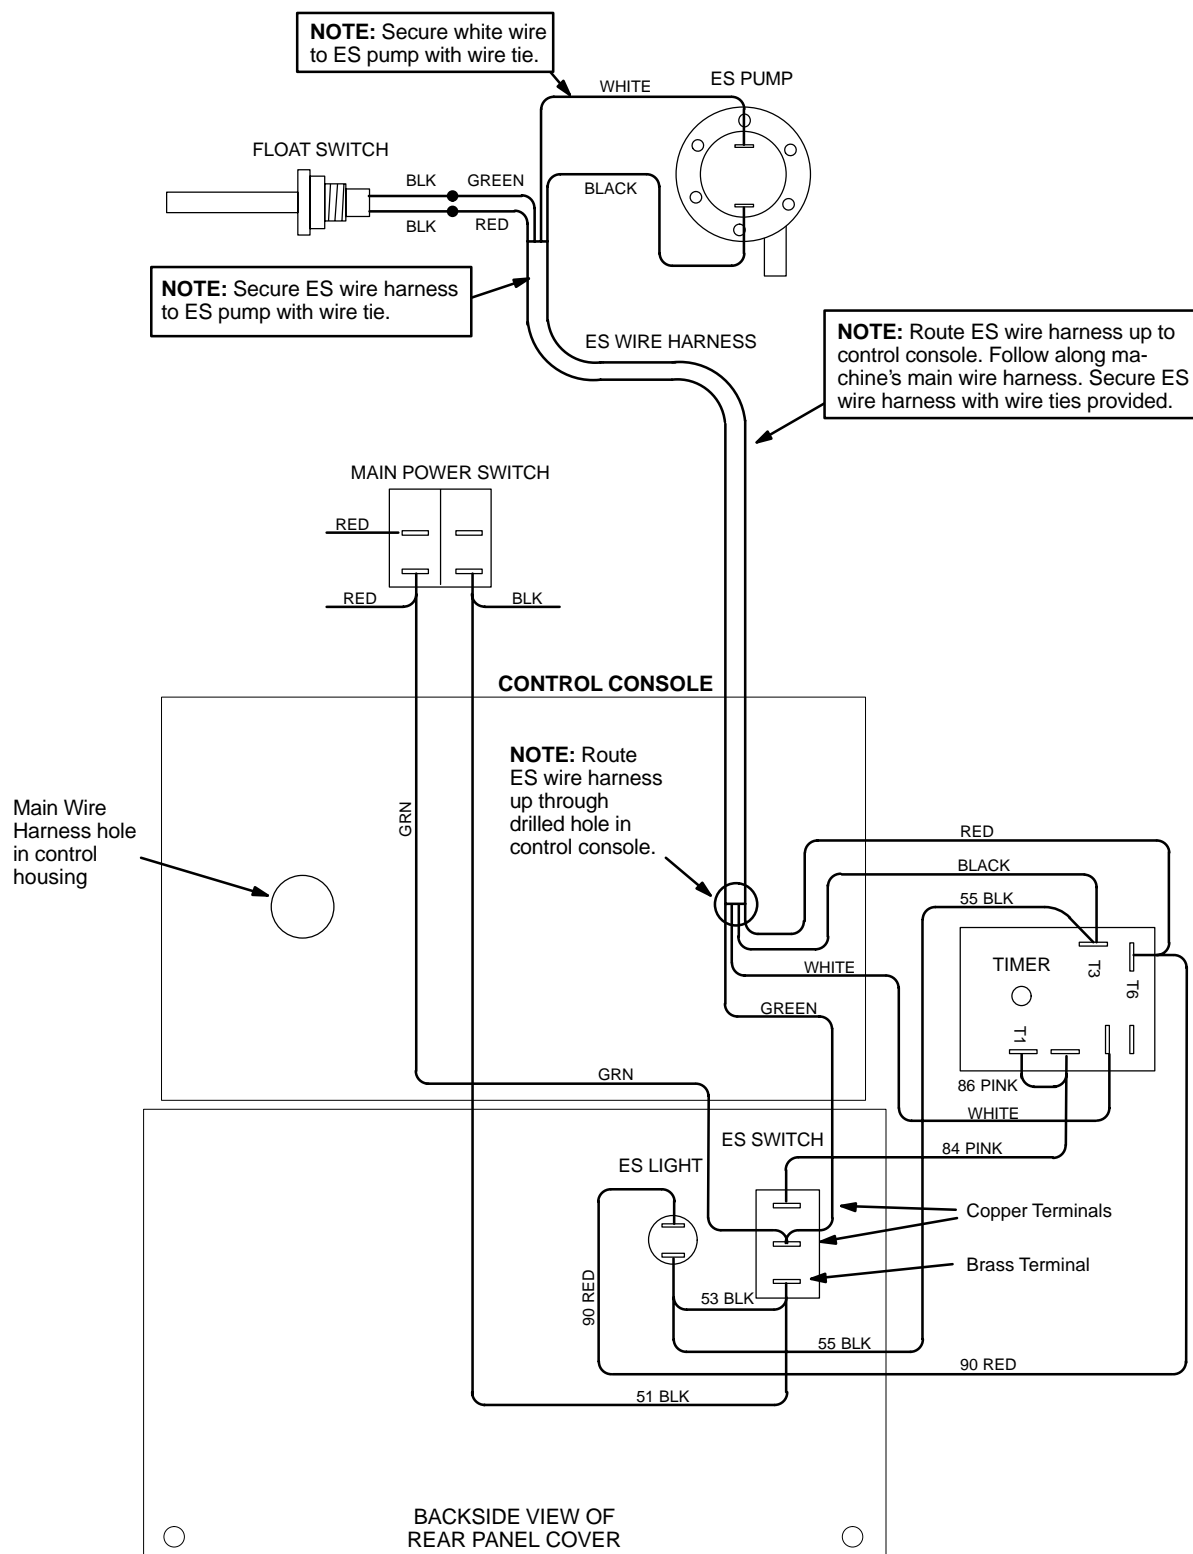 NOTE: Secure white wire
to ES pump with wire tie.
ES PUMP
WHITE
FLOAT SWITCH
BLK
GREEN
BLACK
BLK
RED
NOTE: Secure ES wire harness
to ES pump with wire tie.
ES WIRE HARNESS
NOTE: Route ES wire harness up to
control console. Follow along ma-
chine's main wire harness. Secure ES
wire harness with wire ties provided.
MAIN POWER SWITCH
RED
RED
BLK
CONTROL CONSOLE
NOTE: Route
ES wire harness
up through
drilled hole in
control console.
Main Wire
Harness hole
in control
housing
GRN
RED
BLACK
55 BLK
WHITE
TIMER
T3
T6
GREEN
T1
GRN
86 PINK
WHITE
ES SWITCH
84 PINK
ES LIGHT
Copper Terminals
Brass Terminal
90 RED
53 BLK
55 BLK
90 RED
51 BLK
BACKSIDE VIEW OF
REAR PANEL COVER